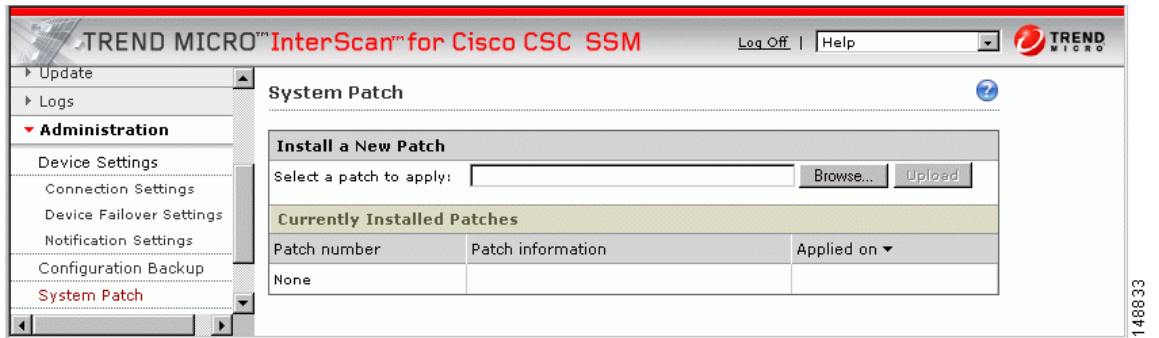 TREND MICRO™ InterScan™ for Cisco CSC SSM
Log Off | Help
TREND MICRO
Update
Logs
Administration
Device Settings
Connection Settings
Device Failover Settings
Notification Settings
Configuration Backup
System Patch
System Patch
?
Install a New Patch
Select a patch to apply: Browse... Upload
Currently Installed Patches
Patch number Patch information Applied on
None
148833